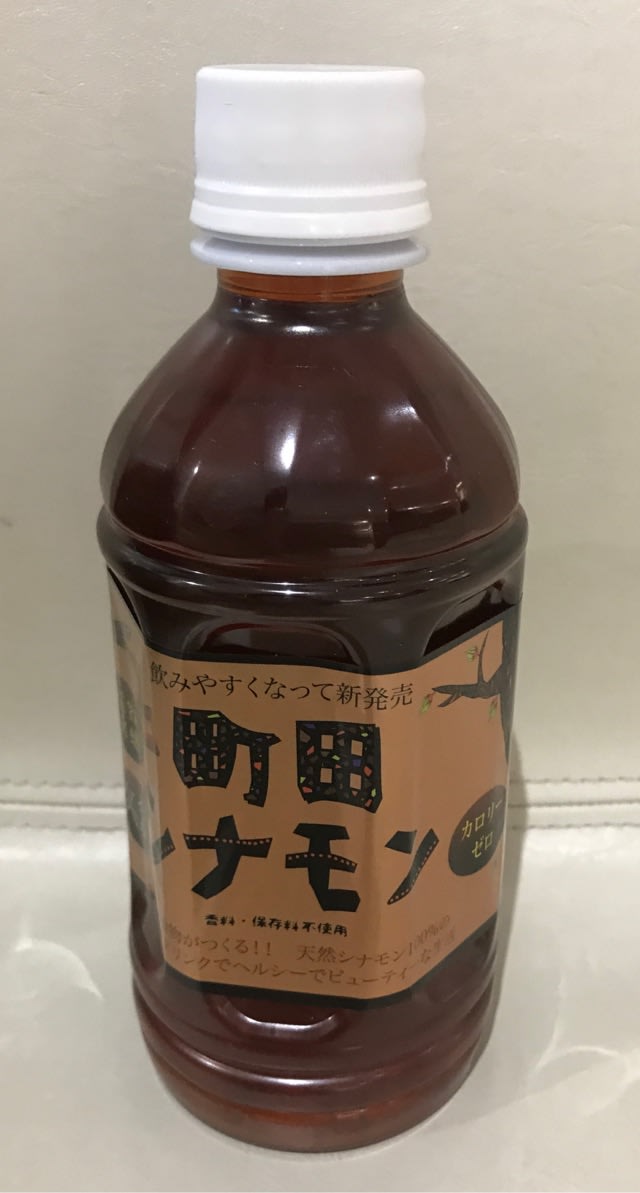 飲みやすくなって新発売
町田
シナモン
カロリー
ゼロ
香料・保存料不使用
がつくる!! 天然シナモン100%の
リンクでヘルシーでビューティーな生活